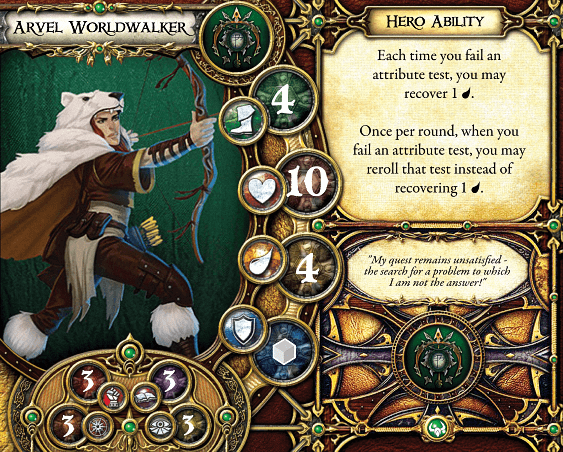 Arvel Worldwalker
4
10
4
3
3
3
3
Hero Ability
Each time you fail an
attribute test, you may
recover 1 .
Once per round, when you
fail an attribute test, you may
reroll that test instead of
recovering 1 .
"My quest remains unsatisfied -
the search for a problem to which
I am not the answer!"